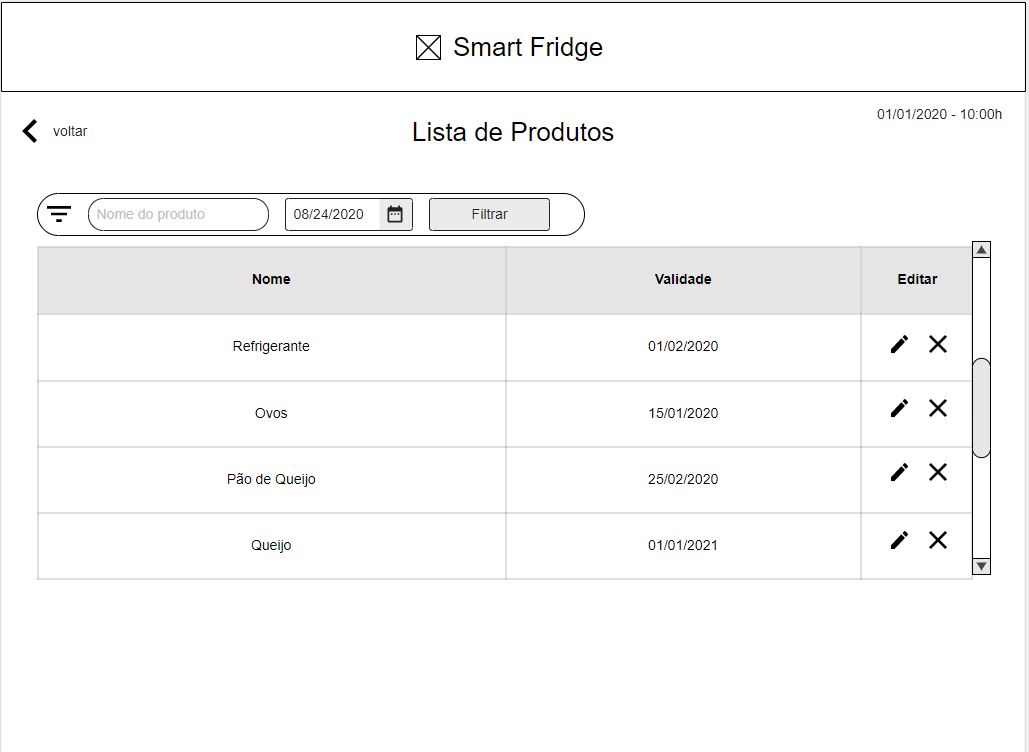 Smart Fridge
01/01/2020 - 10:00h
voltar
Lista de Produtos
Nome do produto 08/24/2020 Filtrar
Nome Validade Editar
Refrigerante 01/02/2020
Ovos 15/01/2020
Pão de Queijo 25/02/2020
Queijo 01/01/2021